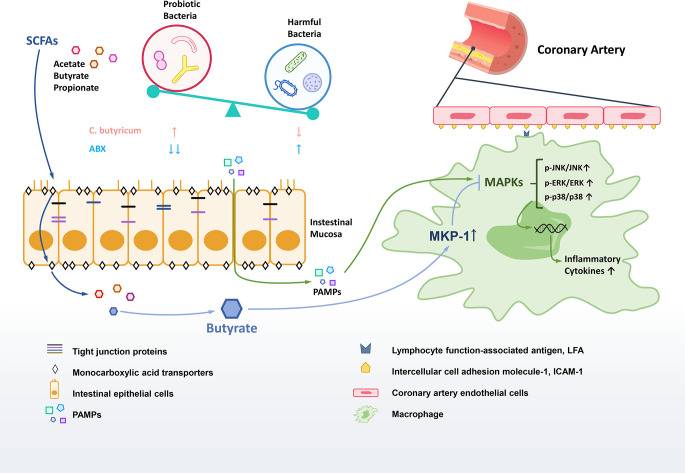 Probiotic
Bacteria
Harmful
Bacteria
SCFAs
Acetate
Butyrate
Propionate
Coronary Artery
C. butyricum ↑ ↓
ABX ↓↓ ↑
MAPKs
p-JNK/JNK↑
p-ERK/ERK ↑
p-p38/p38 ↑
Instestinal
Mucosa
MKP-1↑
Inflammatory
Cytokines ↑
PAMPs
Butyrate
Tight junction proteins
Monocarboxylic acid transporters
Intestinal epithelial cells
PAMPs
Lymphocyte function-associated antigen, LFA
Intercellular cell adhesion molecule-1, ICAM-1
Coronary artery endothelial cells
Macrophage